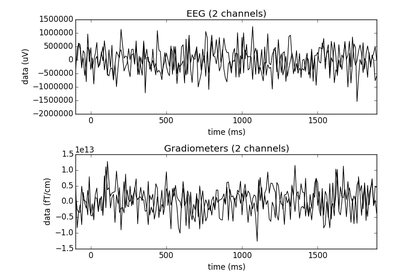 EEG (2 channels)
1500000
1000000
500000
0
−500000
−1000000
−1500000
−2000000
data (uV)
0 500 1000 1500
time (ms)
Gradiometers (2 channels)
1e13
1.5
1.0
0.5
0.0
−0.5
−1.0
−1.5
data (fT/cm)
0 500 1000 1500
time (ms)